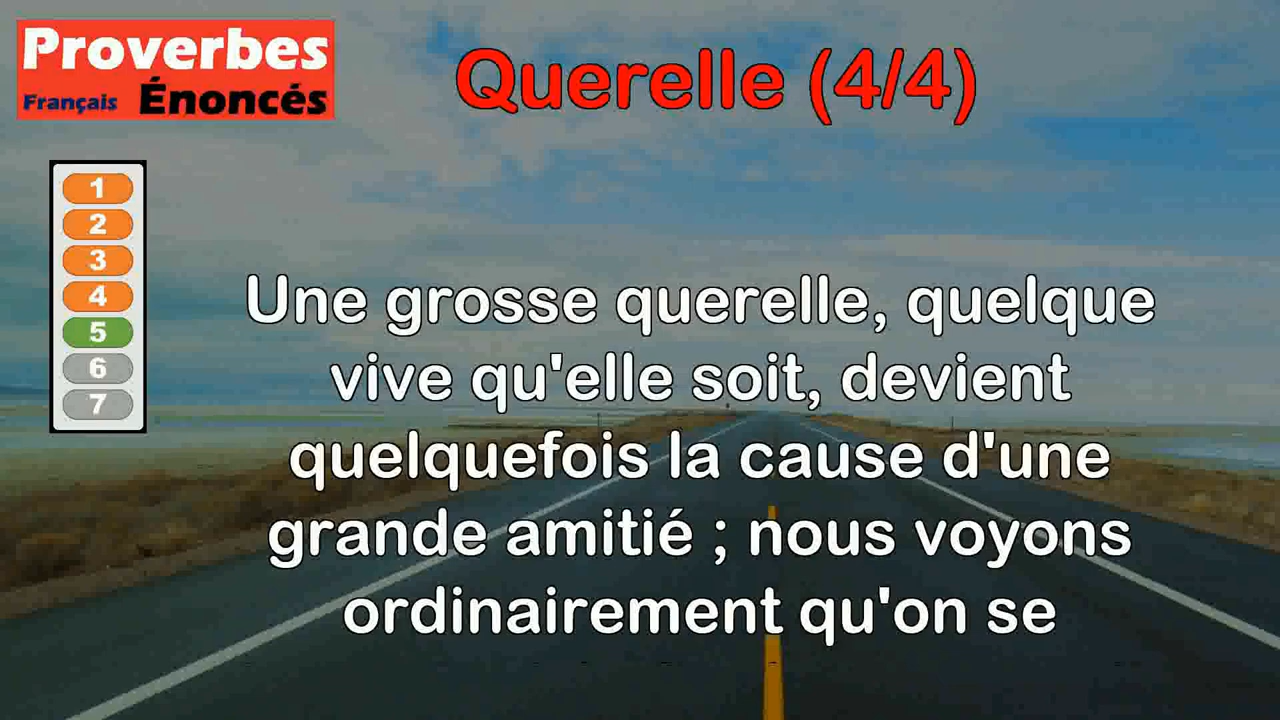 Proverbes
Français Énoncés
Querelle (4/4)
1
2
3
4
5
6
7
Une grosse querelle, quelque
vive qu'elle soit, devient
quelquefois la cause d'une
grande amitié ; nous voyons
ordinairement qu'on se